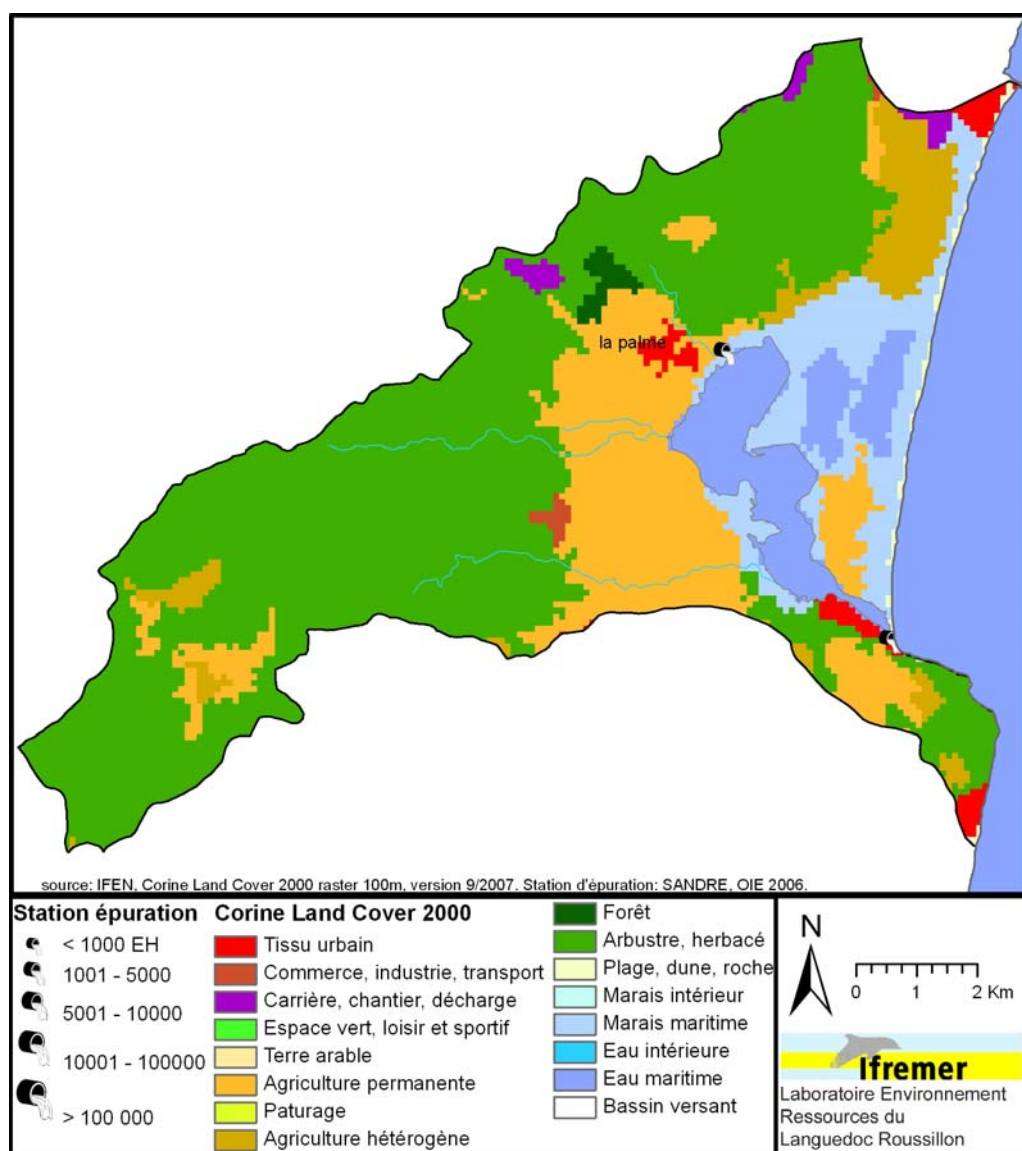 la palme
source: IFEN, Corine Land Cover 2000 raster 100m, version 9/2007. Station d'épuration: SANDRE, OIE 2006.
Station épuration
< 1000 EH
1001 - 5000
5001 - 10000
10001 - 100000
> 100 000
Corine Land Cover 2000
Tissu urbain
Commerce, industrie, transport
Carrière, chantier, décharge
Espace vert, loisir et sportif
Terre arable
Agriculture permanente
Paturage
Agriculture hétérogène
Forêt
Arbustre, herbacé
Plage, dune, roche
Marais intérieur
Marais maritime
Eau intérieure
Eau maritime
Bassin versant
N
0 1 2 Km
Ifremer
Laboratoire Environnement
Ressources du
Languedoc Roussillon